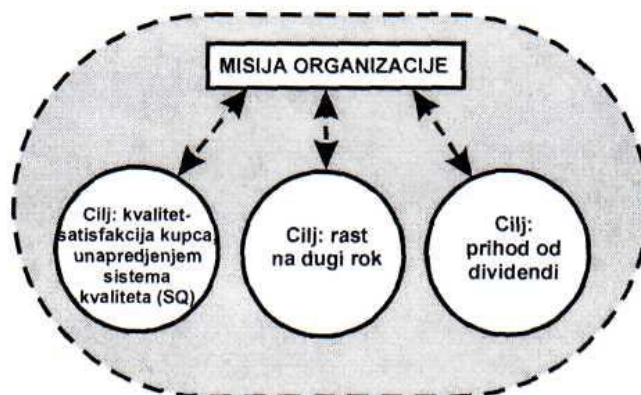 MISIJA ORGANIZACIJE
Cilj: kvalitet-
satisfakcija kupca,
unapredjenjem
sistema
kvaliteta (SQ)
Cilj: rast
na dugi rok
Cilj:
prihod od
dividendi